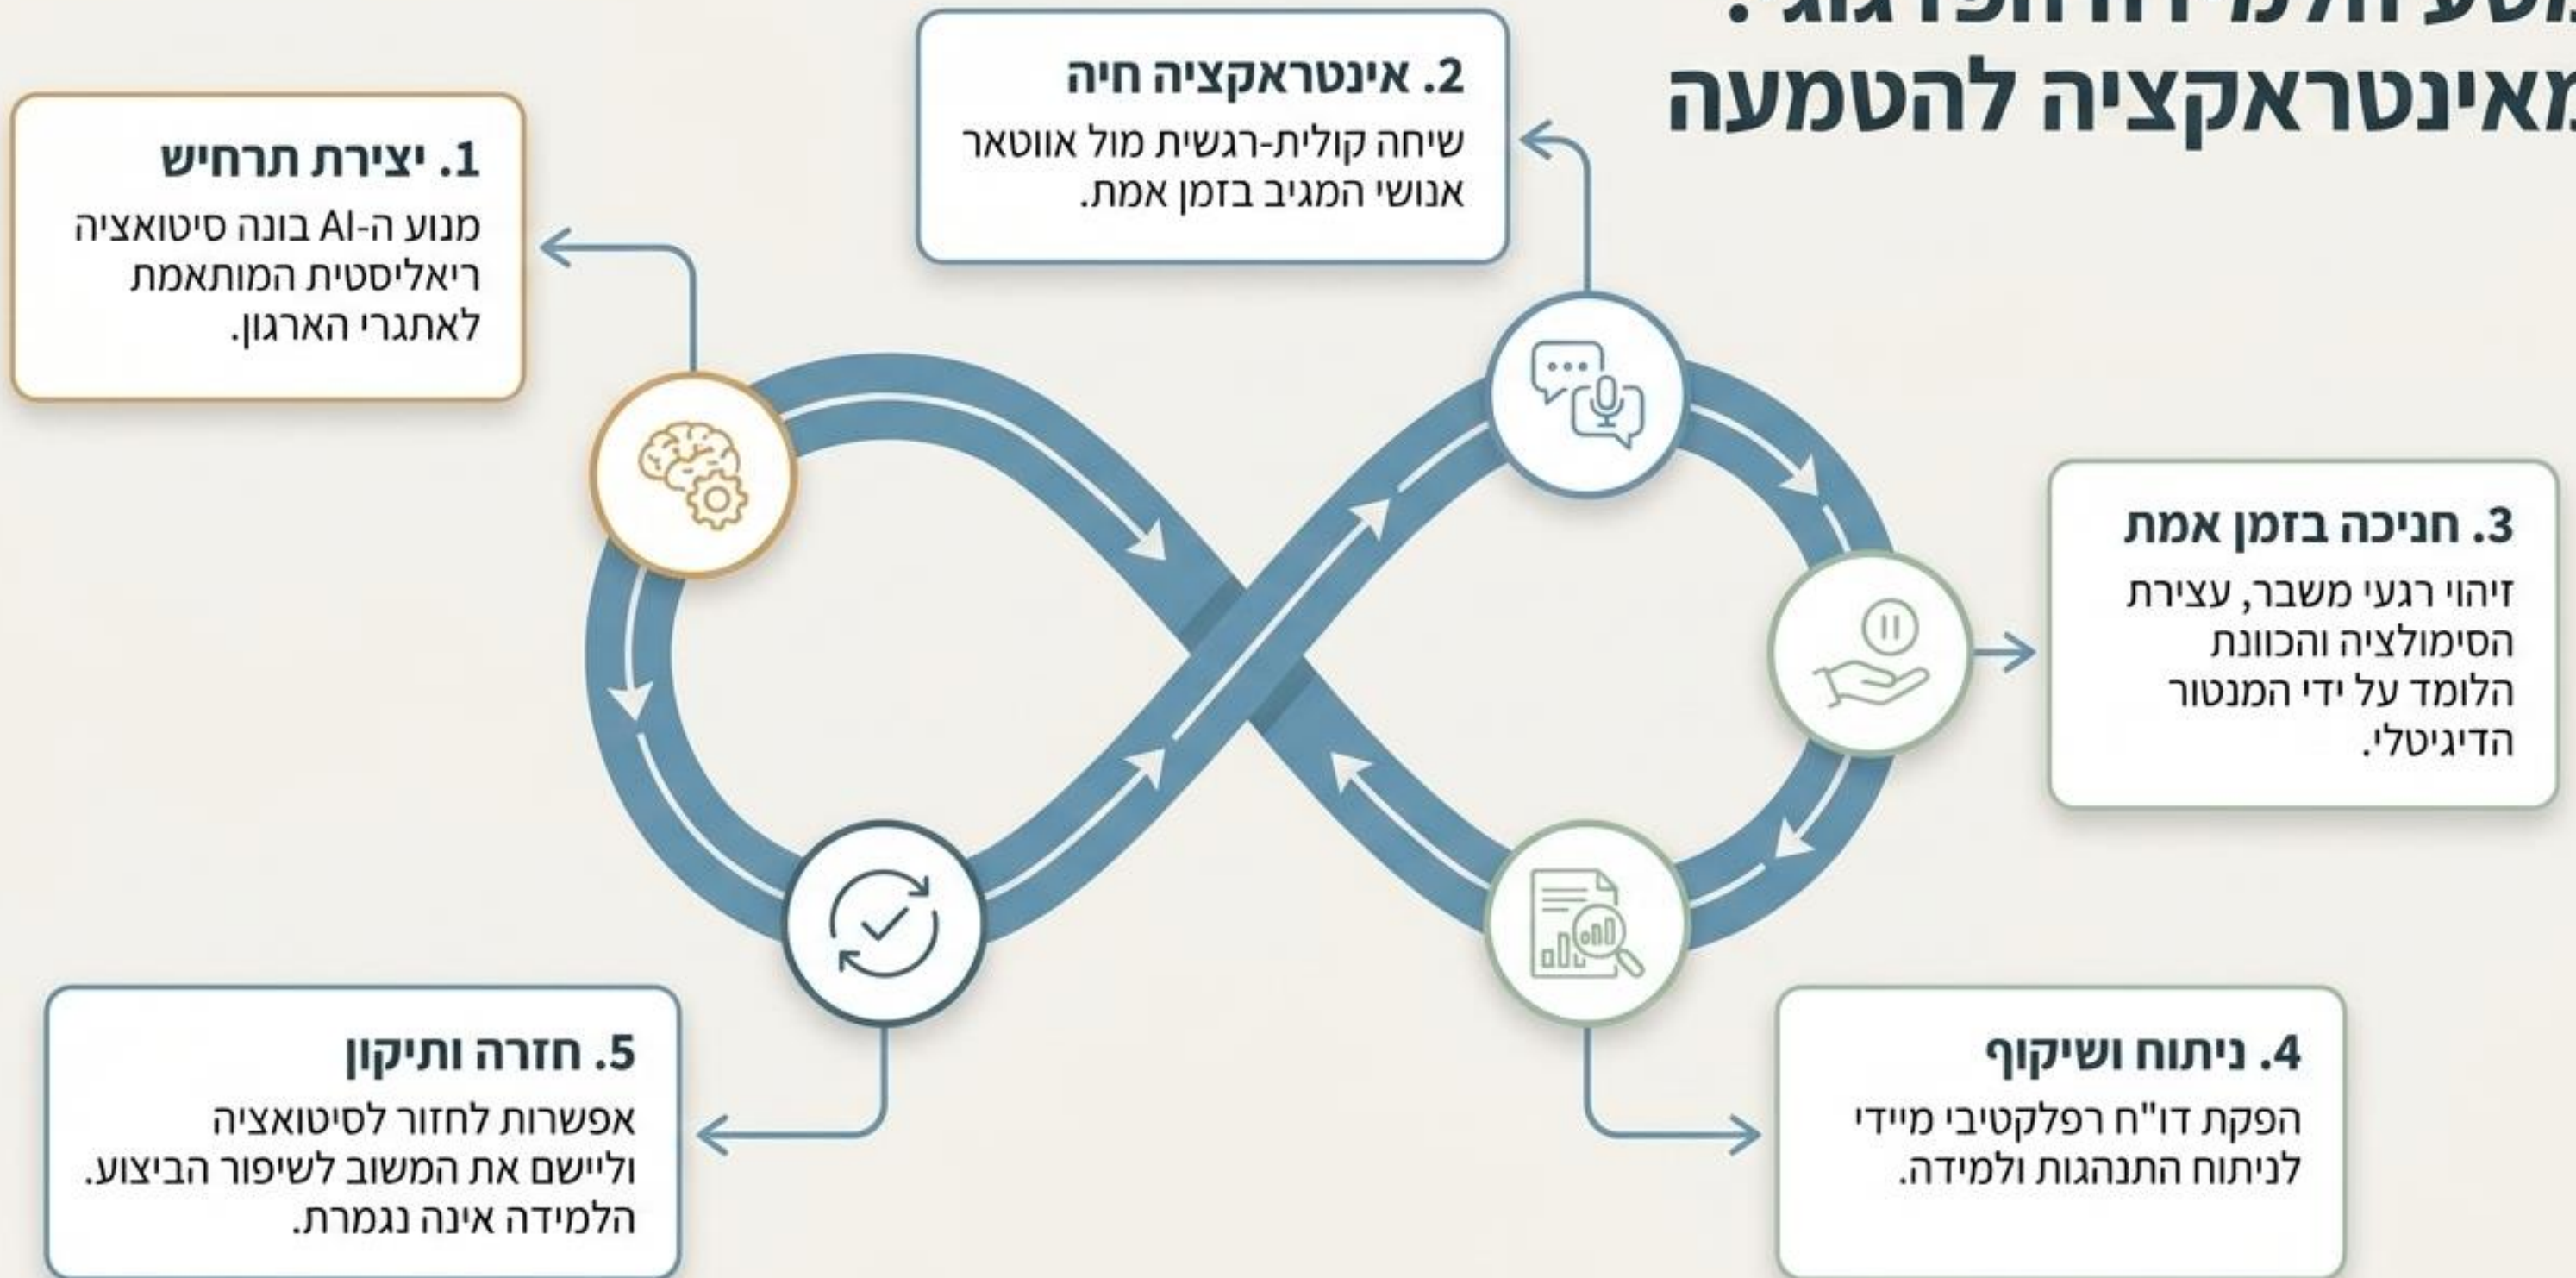 מסע הלמידה הפדגוגי:
מאינטראקציה להטמעה
1. יצירת תרחיש
מנוע ה-AI בונה סיטואציה
ריאליסטית המותאמת
לאתגרי הארגון.
2. אינטראקציה חיה
שיחה קולית-רגשית מול אווטאר
אנושי המגיב בזמן אמת.
3. חניכה בזמן אמת
זיהוי רגעי משבר, עצירת
הסימולציה והכוונת
הלומד על ידי המנטור
הדיגיטלי.
4. ניתוח ושיקוף
הפקת דו"ח רפלקטיבי מיידי
לניתוח התנהגות ולמידה.
5. חזרה ותיקון
אפשרות לחזור לסיטואציה
וליישם את המשוב לשיפור הביצוע.
הלמידה אינה נגמרת.